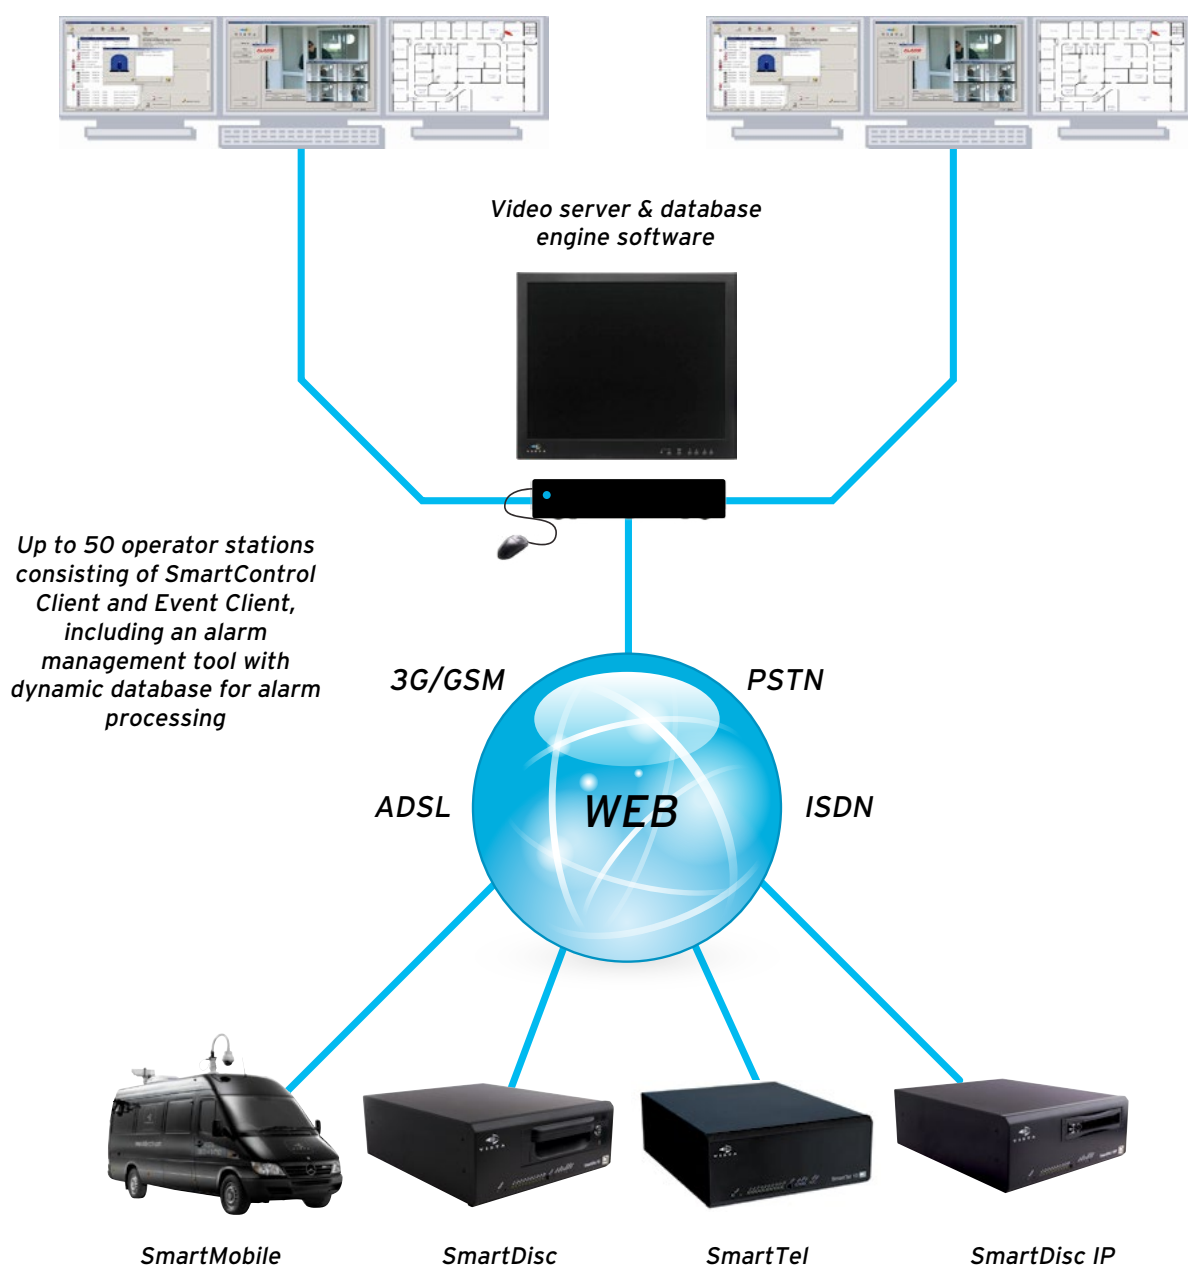 Video server & database
engine software
Up to 50 operator stations
consisting of SmartControl
Client and Event Client,
including an alarm
management tool with
dynamic database for alarm
processing
3G/GSM
PSTN
ADSL
WEB
ISDN
SmartMobile
SmartDisc
SmartTel
SmartDisc IP